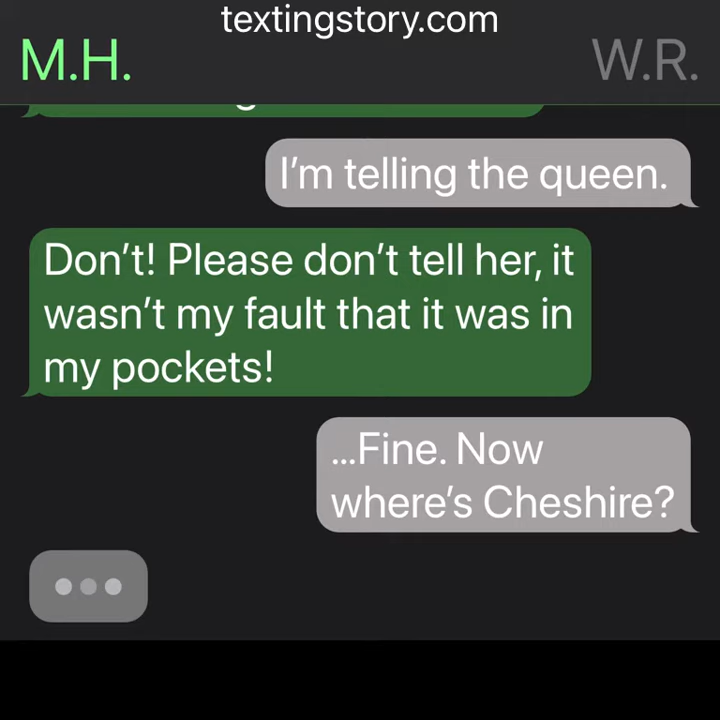 textingstory.com
M.H.
W.R.
I'm telling the queen.
Don't! Please don't tell her, it
wasn't my fault that it was in
my pockets!
...Fine. Now
where's Cheshire?